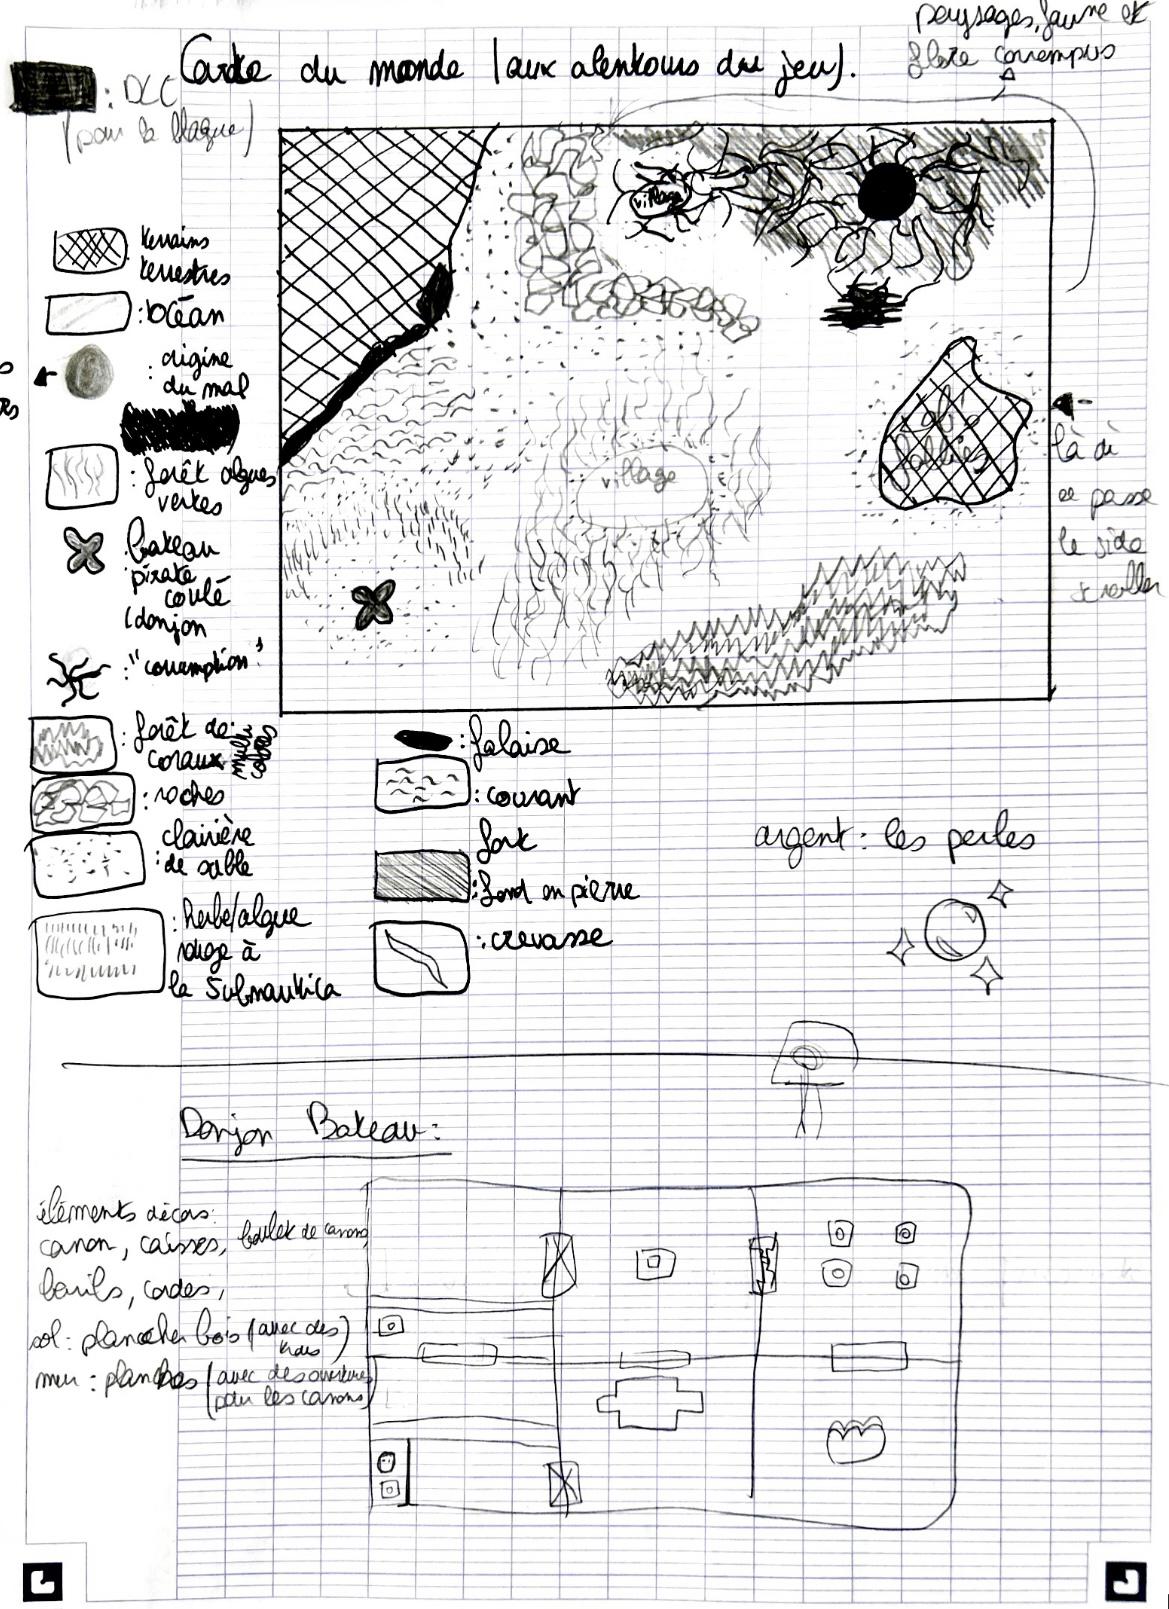 paysages, faune et
flore corrompus
Carte du monde (aux alentours du jeu).
: DLC
(pour la blague)
village
terrains
terrestres
: océan
: origine
du mal
: forêt algues
vertes
: bateau
pirate
coulé
(donjon
: "corruption"
village
là où
se passe
le side
scroller
: forêt de
coraux multi
colores
: roches
clairière
: de sable
: herbe/algue
rouge à
la Subnautica
: falaise
: courant
: fond en pierre
: crevasse
argent : les perles
Donjon Bateau :
éléments décors:
canon, caisses, boulet de canons,
barils, cordes,
sol : plancher bois (avec des
trous)
mur : planches (avec des ouvertures
pour les canons)